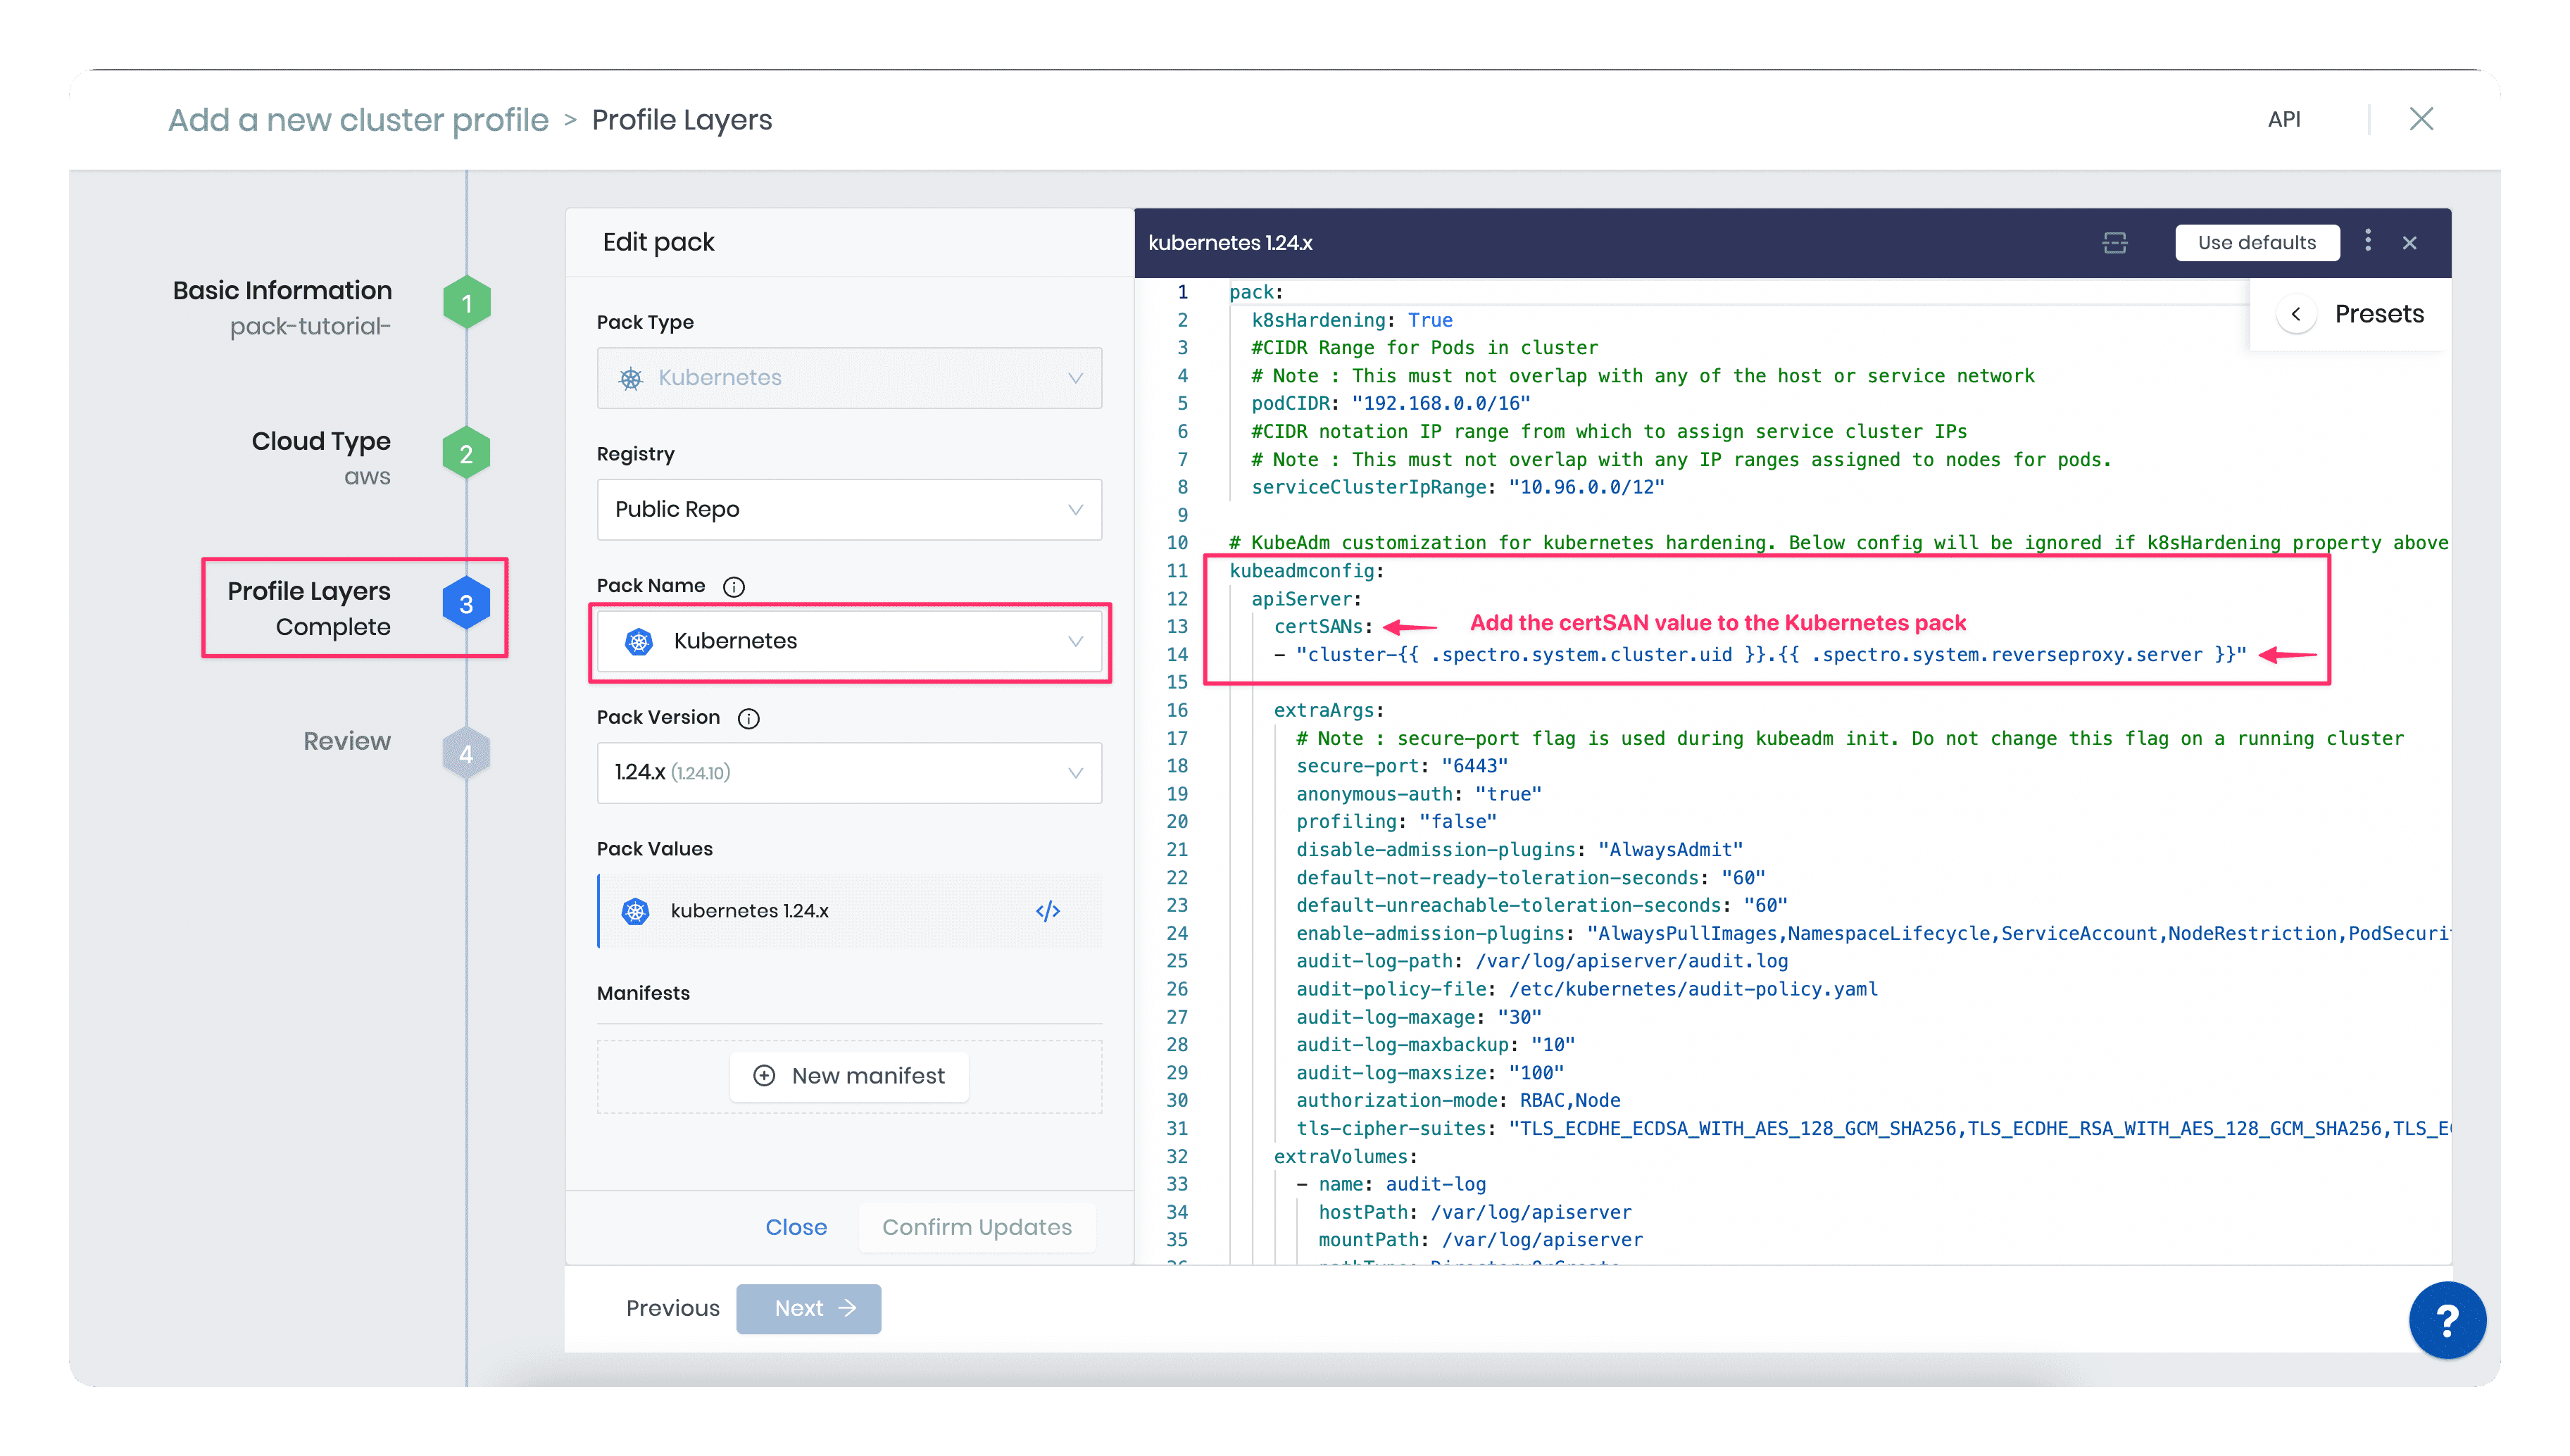 Add a new cluster profile > Profile Layers
API
Basic Information
pack-tutorial-
1
Cloud Type
aws
2
Profile Layers
Complete
3
Review
4
Edit pack
Pack Type
Kubernetes
Registry
Public Repo
Pack Name
Kubernetes
Pack Version
1.24.x (1.24.10)
Pack Values
kubernetes 1.24.x
</>
Manifests
New manifest
Close
Confirm Updates
Previous
Next →
kubernetes 1.24.x
Use defaults
Presets
1 pack:
2 k8sHardening: True
3 #CIDR Range for Pods in cluster
4 # Note : This must not overlap with any of the host or service network
5 podCIDR: "192.168.0.0/16"
6 #CIDR notation IP range from which to assign service cluster IPs
7 # Note : This must not overlap with any IP ranges assigned to nodes for pods.
8 serviceClusterIpRange: "10.96.0.0/12"
9
10 # KubeAdm customization for kubernetes hardening. Below config will be ignored if k8sHardening property above
11 kubeadmconfig:
12 apiServer:
13 certSANs:
Add the certSAN value to the Kubernetes pack
14 - "cluster-{{ .spectro.system.cluster.uid }}.{{ .spectro.system.reverseproxy.server }}"
15
16 extraArgs:
17 # Note : secure-port flag is used during kubeadm init. Do not change this flag on a running cluster
18 secure-port: "6443"
19 anonymous-auth: "true"
20 profiling: "false"
21 disable-admission-plugins: "AlwaysAdmit"
22 default-not-ready-toleration-seconds: "60"
23 default-unreachable-toleration-seconds: "60"
24 enable-admission-plugins: "AlwaysPullImages,NamespaceLifecycle,ServiceAccount,NodeRestriction,PodSecuri
25 audit-log-path: /var/log/apiserver/audit.log
26 audit-policy-file: /etc/kubernetes/audit-policy.yaml
27 audit-log-maxage: "30"
28 audit-log-maxbackup: "10"
29 audit-log-maxsize: "100"
30 authorization-mode: RBAC,Node
31 tls-cipher-suites: "TLS_ECDHE_ECDSA_WITH_AES_128_GCM_SHA256,TLS_ECDHE_RSA_WITH_AES_128_GCM_SHA256,TLS_E
32 extraVolumes:
33 - name: audit-log
34 hostPath: /var/log/apiserver
35 mountPath: /var/log/apiserver
?